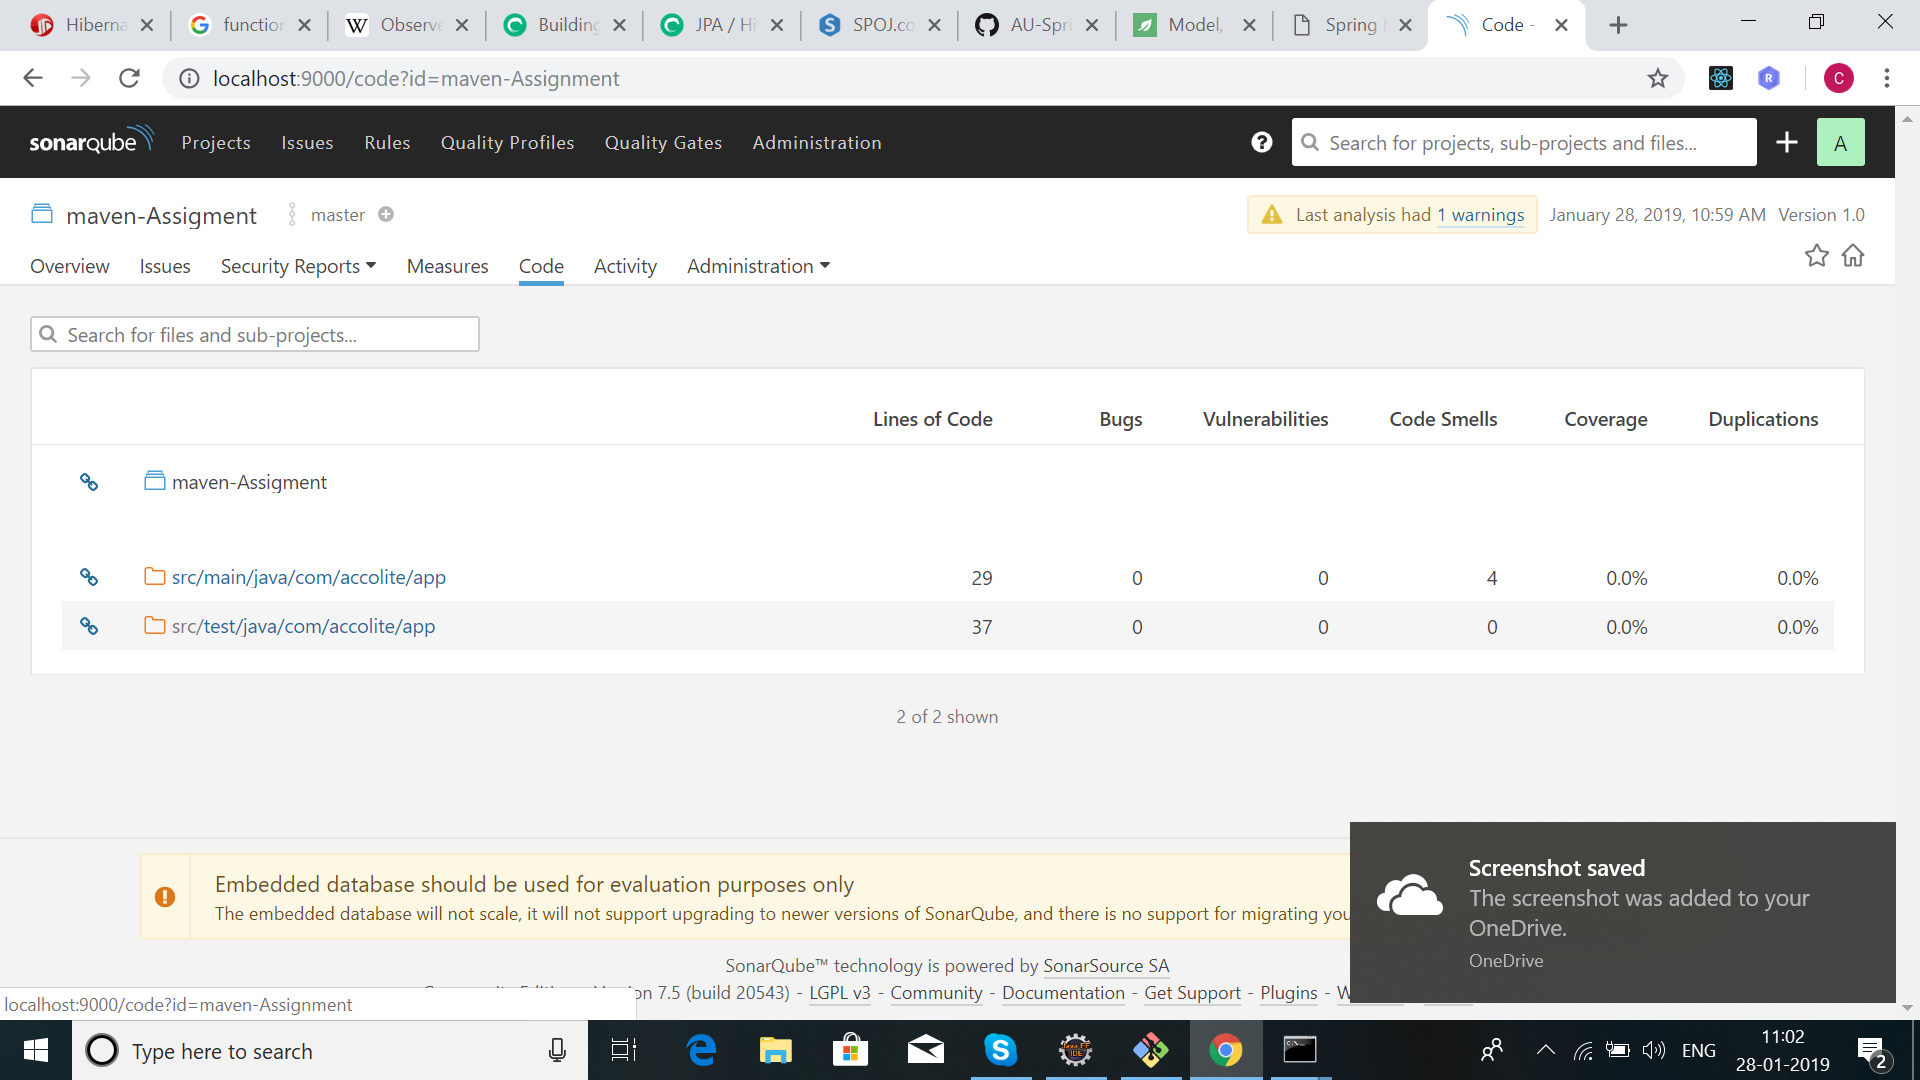 Hiberna
function
Observe
Building
JPA / Hi
SPOJ.co
AU-Spri
Model,
Spring
Code -
localhost:9000/code?id=maven-Assignment
R
C
sonarqube Projects Issues Rules Quality Profiles Quality Gates Administration
Search for projects, sub-projects and files...
A
maven-Assigment master
Last analysis had 1 warnings January 28, 2019, 10:59 AM Version 1.0
Overview Issues Security Reports Measures Code Activity Administration
Search for files and sub-projects...
Lines of Code Bugs Vulnerabilities Code Smells Coverage Duplications
maven-Assigment
src/main/java/com/accolite/app 29 0 0 4 0.0% 0.0%
src/test/java/com/accolite/app 37 0 0 0 0.0% 0.0%
2 of 2 shown
Embedded database should be used for evaluation purposes only
The embedded database will not scale, it will not support upgrading to newer versions of SonarQube, and there is no support for migrating you
Screenshot saved
The screenshot was added to your
OneDrive.
OneDrive
SonarQube™ technology is powered by SonarSource SA
n 7.5 (build 20543) - LGPL v3 - Community - Documentation - Get Support - Plugins - W
localhost:9000/code?id=maven-Assignment
Type here to search
ENG
11:02
28-01-2019
2